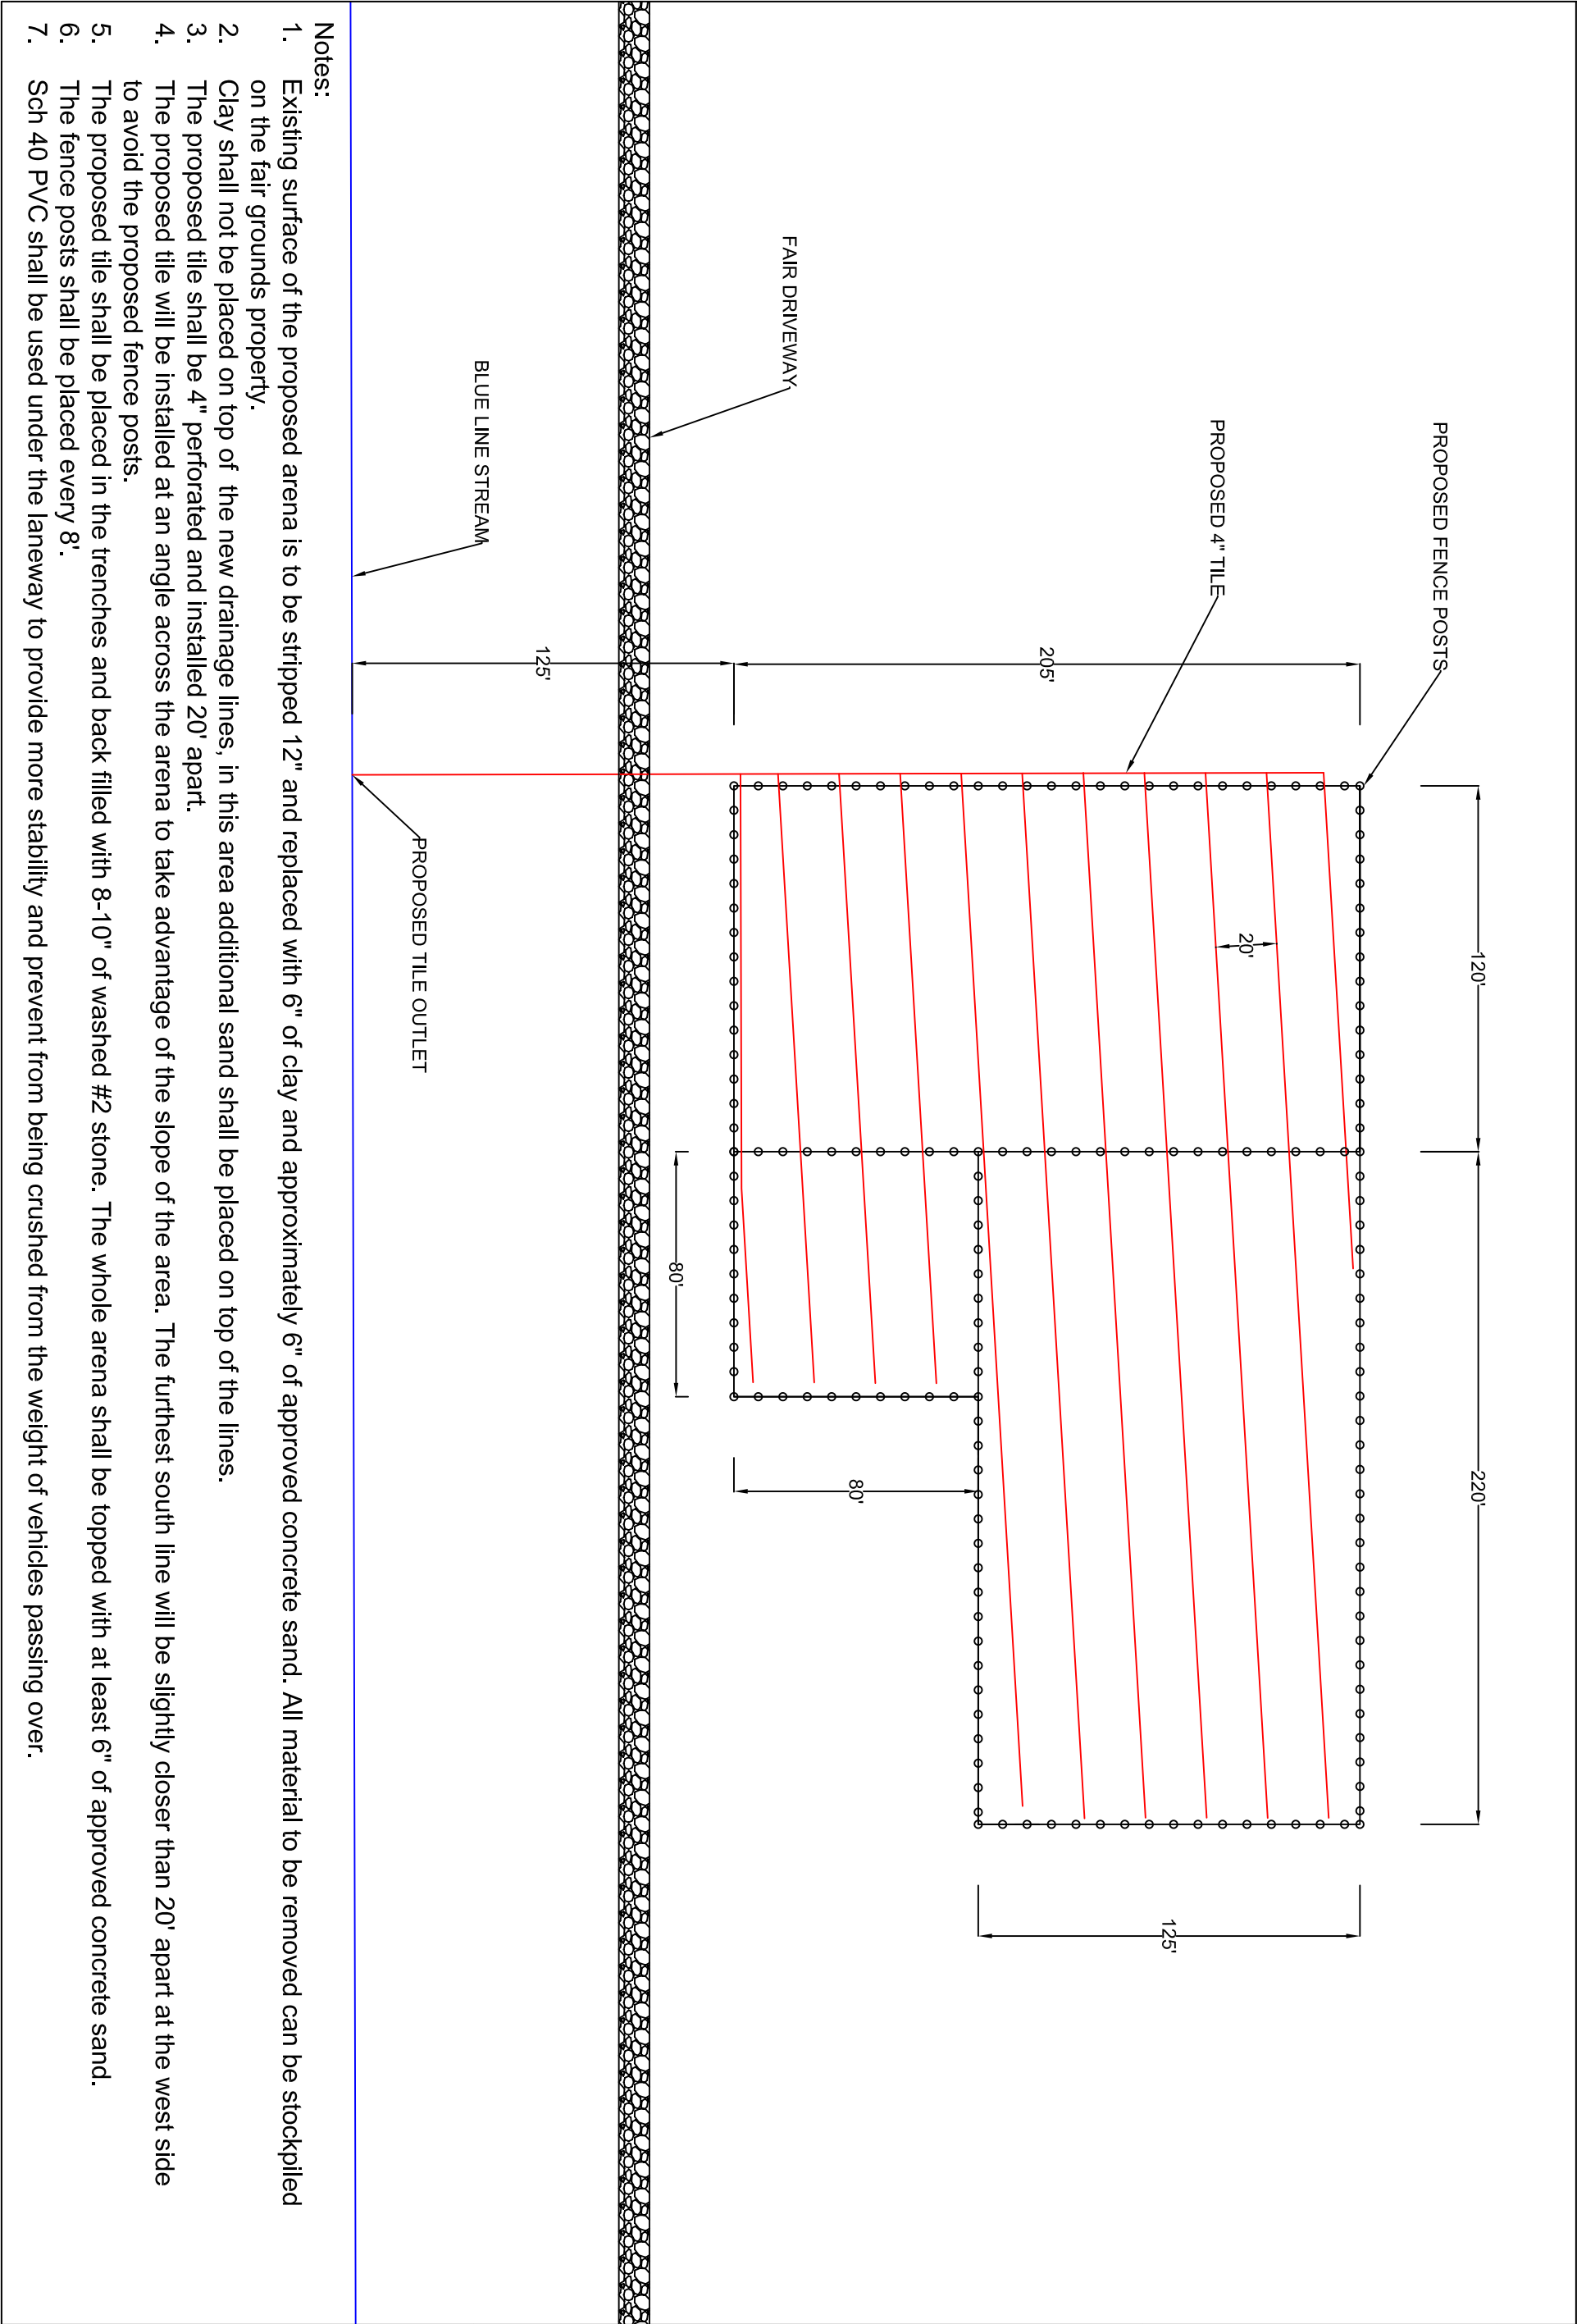 PROPOSED FENCE POSTS
120'
220'
PROPOSED 4" TILE
20'
205'
125'
FAIR DRIVEWAY
80'
80'
125'
BLUE LINE STREAM
PROPOSED TILE OUTLET
Notes:
1. Existing surface of the proposed arena is to be stripped 12" and replaced with 6" of clay and approximately 6" of approved concrete sand. All material to be removed can be stockpiled
on the fair grounds property.
2. Clay shall not be placed on top of the new drainage lines, in this area additional sand shall be placed on top of the lines.
3. The proposed tile shall be 4" perforated and installed 20' apart.
4. The proposed tile will be installed at an angle across the arena to take advantage of the slope of the area. The furthest south line will be slightly closer than 20' apart at the west side
to avoid the proposed fence posts.
5. The proposed tile shall be placed in the trenches and back filled with 8-10" of washed #2 stone. The whole arena shall be topped with at least 6" of approved concrete sand.
6. The fence posts shall be placed every 8'.
7. Sch 40 PVC shall be used under the laneway to provide more stability and prevent from being crushed from the weight of vehicles passing over.